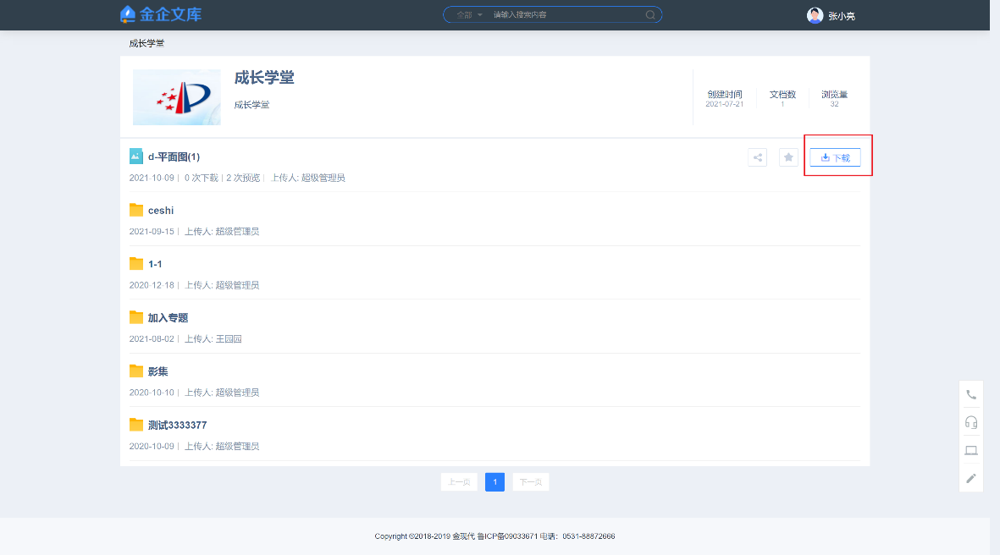 金企文库 全部 请输入搜索内容 张小亮
成长学堂
成长学堂
成长学堂
创建时间 文档数 浏览量
2021-07-21 1 32
d-平面图(1) 下载
2021-10-09 | 0 次下载 | 2 次预览 | 上传人: 超级管理员
ceshi
2021-09-15 | 上传人: 超级管理员
1-1
2020-12-18 | 上传人: 超级管理员
加入专题
2021-08-02 | 上传人: 王园园
影集
2020-10-10 | 上传人: 超级管理员
测试3333377
2020-10-09 | 上传人: 超级管理员
上一页 1 下一页
Copyright ©2018-2019 金现代 鲁ICP备09033671 电话：0531-88872666